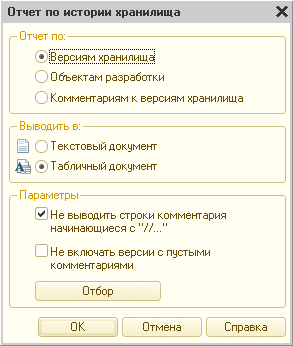 Отчет по истории хранилища
Отчет по:
Версиям хранилища
Объектам разработки
Комментариям к версиям хранилища
Выводить в:
Текстовый документ
Табличный документ
Параметры
Не выводить строки комментария
начинающиеся с "//..."
Не включать версии с пустыми
комментариями
Отбор
OK
Отмена
Справка